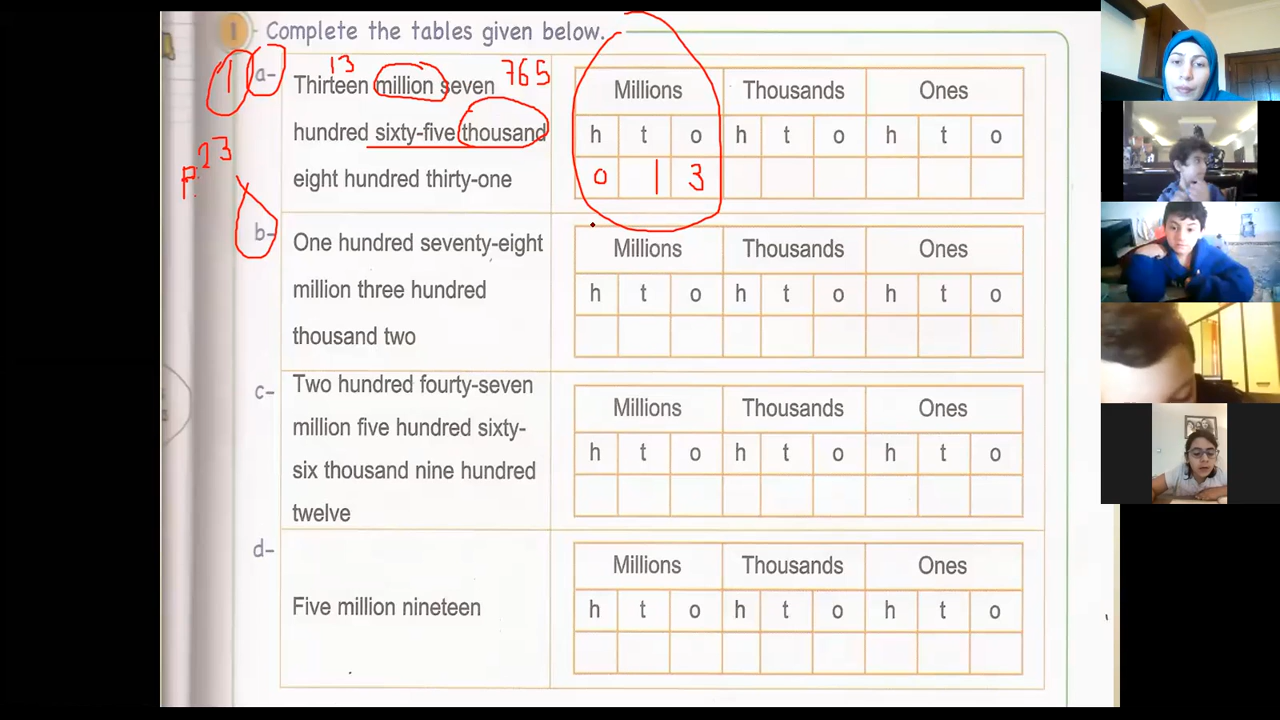 1 - Complete the tables given below.
1 a- Thirteen million seven
13 765
hundred sixty-five thousand
eight hundred thirty-one
P.23
Millions Thousands Ones
h t o h t o h t o
0 1 3
b- One hundred seventy-eight
million three hundred
thousand two
Millions Thousands Ones
h t o h t o h t o
c- Two hundred fourty-seven
million five hundred sixty-
six thousand nine hundred
twelve
Millions Thousands Ones
h t o h t o h t o
d- Five million nineteen
Millions Thousands Ones
h t o h t o h t o